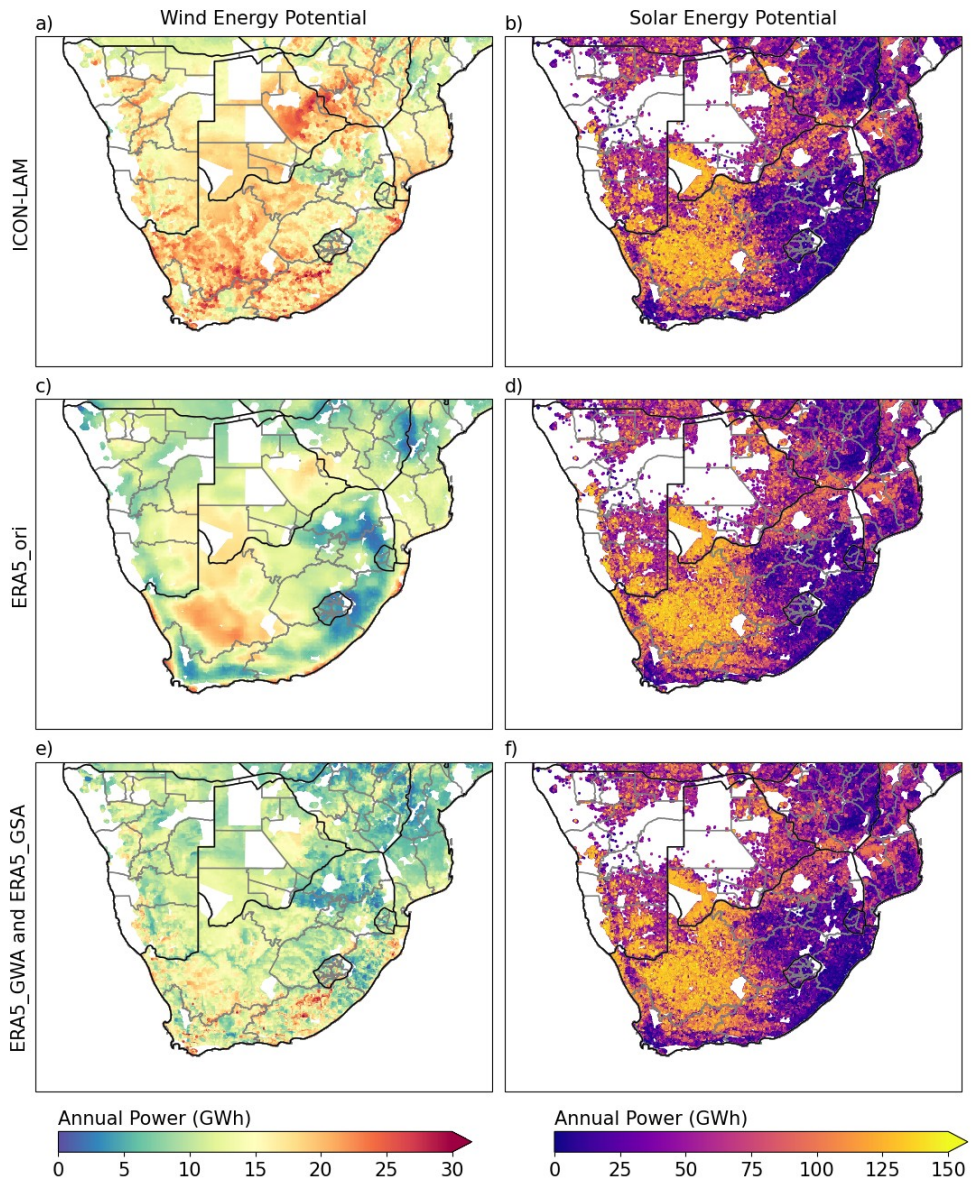 Wind Energy Potential
Solar Energy Potential
a)
b)
ICON-LAM
c)
d)
ERA5_ori
e)
f)
ERA5_GWA and ERA5_GSA
Annual Power (GWh)
0 5 10 15 20 25 30
Annual Power (GWh)
0 25 50 75 100 125 150